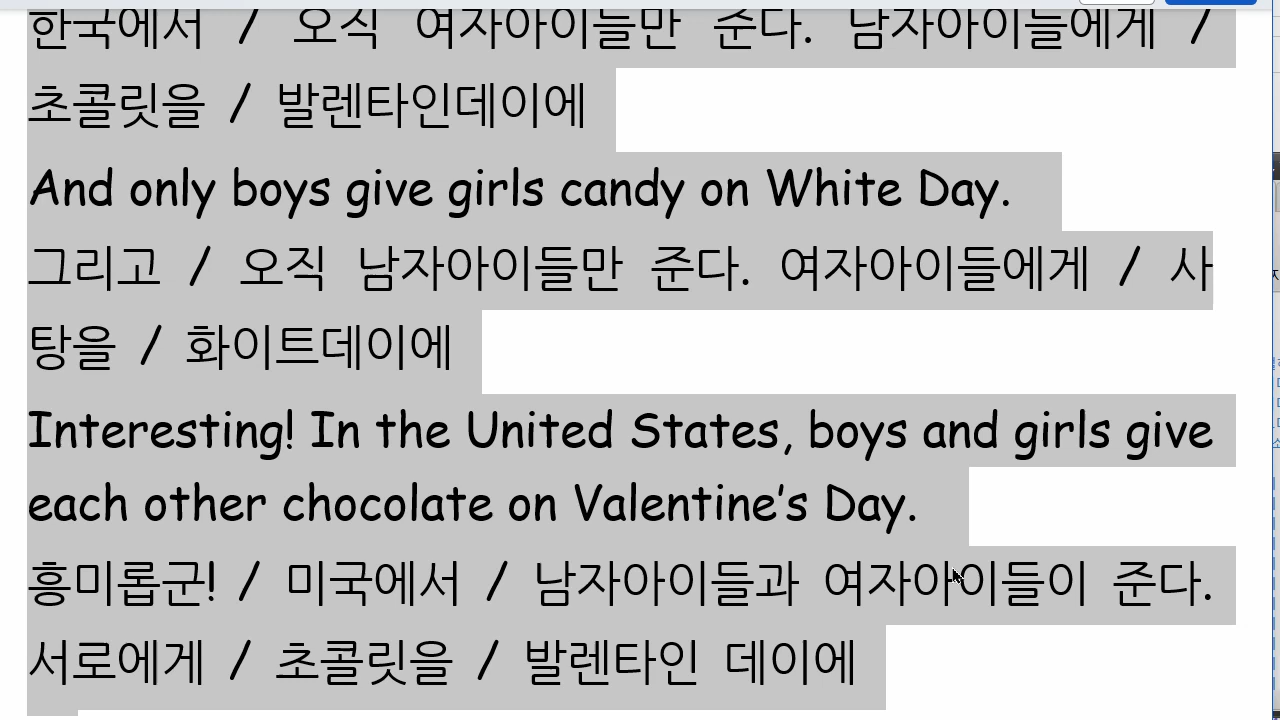 한국에서 / 오직 여자아이들만 준다. 남자아이들에게 /
초콜릿을 / 발렌타인데이에
And only boys give girls candy on White Day.
그리고 / 오직 남자아이들만 준다. 여자아이들에게 / 사
탕을 / 화이트데이에
Interesting! In the United States, boys and girls give
each other chocolate on Valentine’s Day.
흥미롭군! / 미국에서 / 남자아이들과 여자아이들이 준다.
서로에게 / 초콜릿을 / 발렌타인 데이에